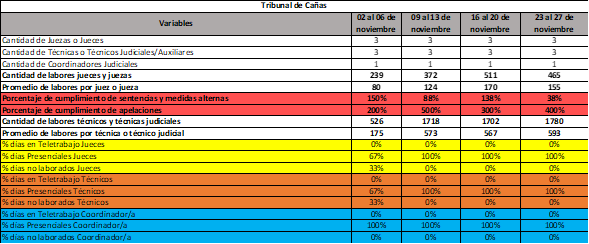 Tribunal de Cañas
Variables 02 al 06 de noviembre 09 al 13 de noviembre 16 al 20 de noviembre 23 al 27 de noviembre
Cantidad de Juezas o Jueces 3 3 3 3
Cantidad de Técnicas o Técnicos Judiciales/Auxiliares 3 3 3 3
Cantidad de Coordinadores Judiciales 1 1 1 1
Cantidad de labores jueces y juezas 239 372 511 465
Promedio de labores por juez o jueza 80 124 170 155
Porcentaje de cumplimiento de sentencias y medidas alternas 150% 88% 138% 38%
Porcentaje de cumplimiento de apelaciones 200% 500% 300% 400%
Cantidad de labores técnicos y técnicas judiciales 526 1718 1702 1780
Promedio de labores por técnica o técnico judicial 175 573 567 593
% días en Teletrabajo Jueces 0% 0% 0% 0%
% días Presenciales Jueces 67% 100% 100% 100%
% días no laborados Jueces 33% 0% 0% 0%
% días en Teletrabajo Técnicos 0% 0% 0% 0%
% días Presenciales Técnicos 67% 100% 100% 100%
% días no laborados Técnicos 33% 0% 0% 0%
% días en Teletrabajo Coordinador/a 0% 0% 0% 0%
% días Presenciales Coordinador/a 100% 100% 100% 100%
% días no laborados Coordinador/a 0% 0% 0% 0%